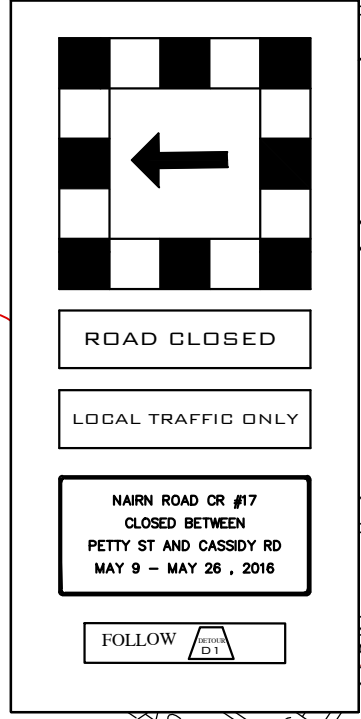 ROAD CLOSED
LOCAL TRAFFIC ONLY
NAIRN ROAD CR #17
CLOSED BETWEEN
PETTY ST AND CASSIDY RD
MAY 9 – MAY 26 , 2016
FOLLOW DETOUR
D1